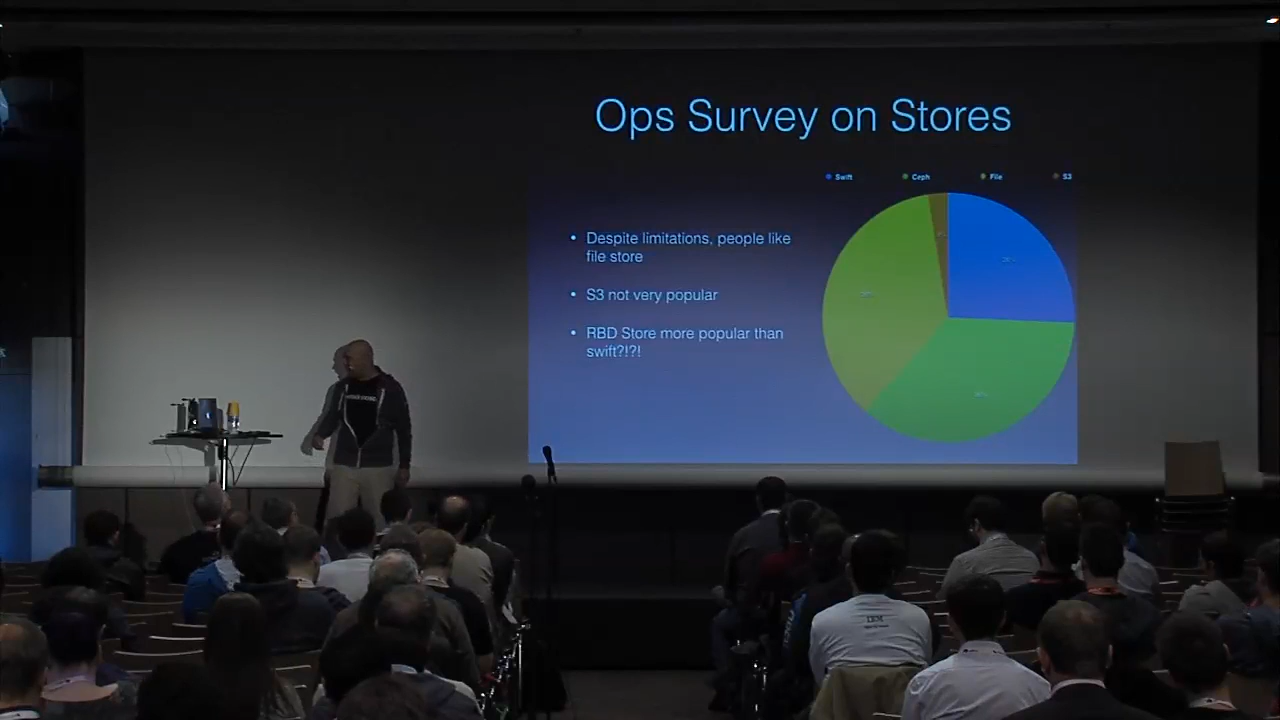 Ops Survey on Stores
Swift Ceph File S3
• Despite limitations, people like
file store
• S3 not very popular
• RBD Store more popular than
swift?!?!
IBM